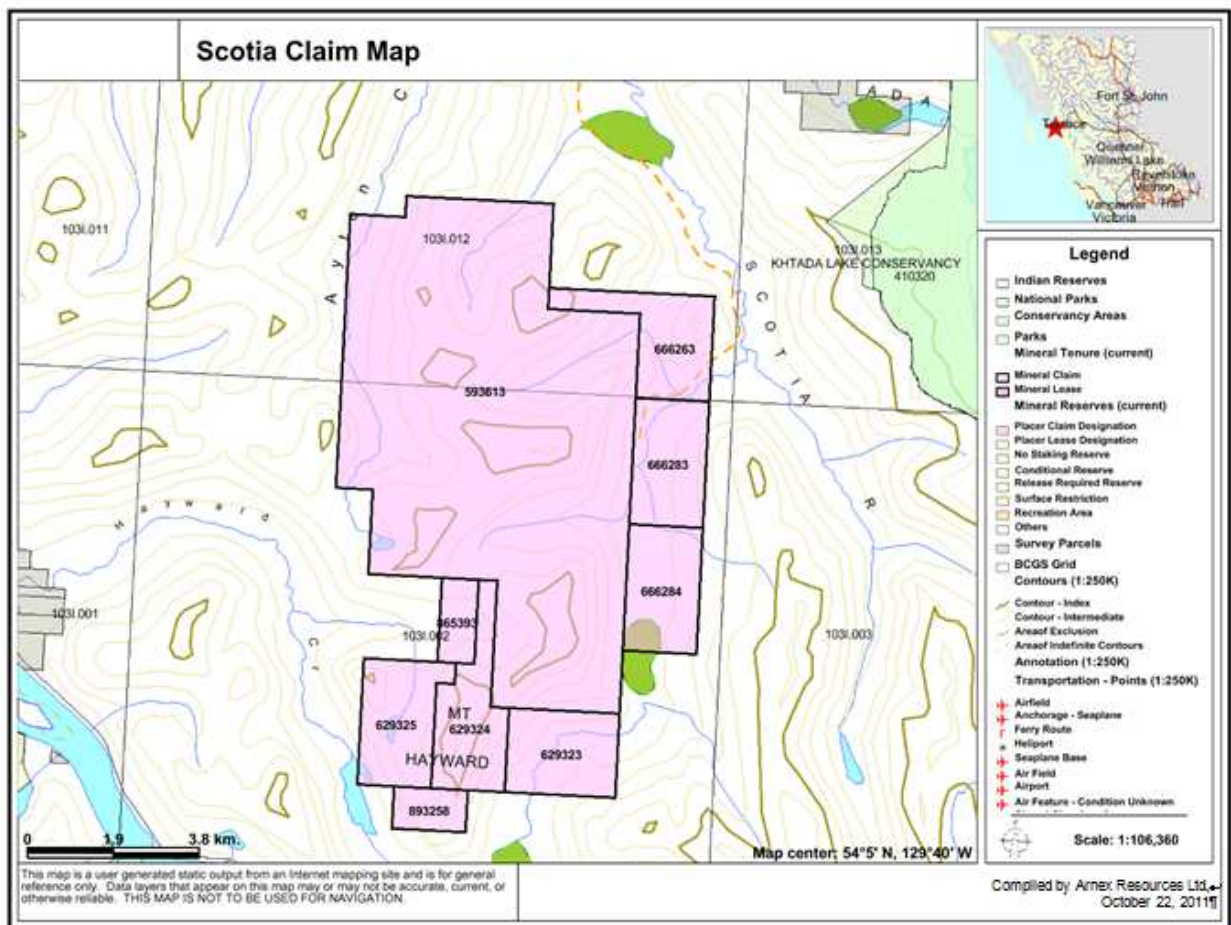 Scotia Claim Map
Fort St. John
Quesnel
Williams Lake
Revelstoke
Vernon
Vancouver
Trail
Victoria
C
Ayln
ADA
103I.011
103I.012
103I.013
KHTADA LAKE CONSERVANCY
410320
SCOTIA
R
666263
593613
666283
Hayward
Cr
666284
103I.001
865393
103I.002
103I.003
629325
MT
629324
629323
HAYWARD
893258
0 1.9 3.8 km.
Map center: 54°5' N, 129°40' W
Legend
Indian Reserves
National Parks
Conservancy Areas
Parks
Mineral Tenure (current)
Mineral Claim
Mineral Lease
Mineral Reserves (current)
Placer Claim Designation
Placer Lease Designation
No Staking Reserve
Conditional Reserve
Release Required Reserve
Surface Restriction
Recreation Area
Others
Survey Parcels
BCGS Grid
Contours (1:250K)
Contour - Index
Contour - Intermediate
Areaof Exclusion
Areaof Indefinite Contours
Annotation (1:250K)
Transportation - Points (1:250K)
Airfield
Anchorage - Seaplane
Ferry Route
Heliport
Seaplane Base
Air Field
Airport
Air Feature - Condition Unknown
Scale: 1:106,360
This map is a user generated static output from an Internet mapping site and is for general
reference only. Data layers that appear on this map may or may not be accurate, current, or
otherwise reliable. THIS MAP IS NOT TO BE USED FOR NAVIGATION.
Compiled by Arnex Resources Ltd.
October 22, 2011¶